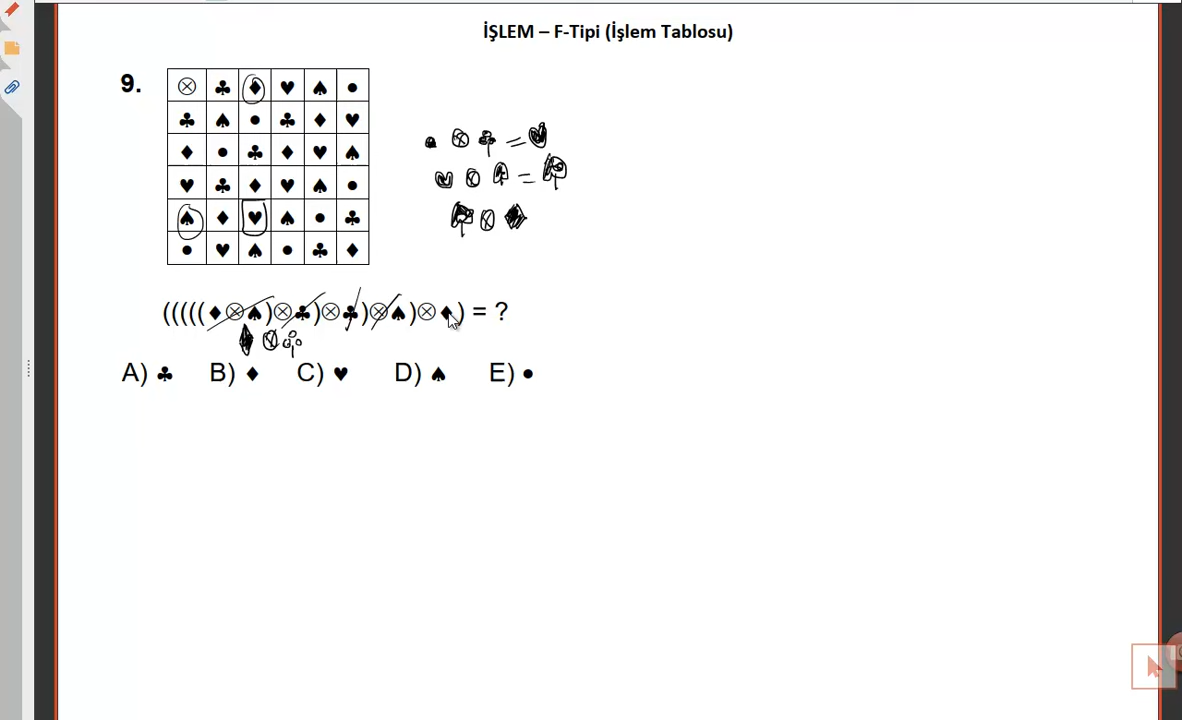 İŞLEM – F-Tipi (İşlem Tablosu)
9.
⊗ ♣ ♦ ♥ ♠ •
♣ ♠ • ♣ ♦ ♥
♦ • ♣ ♦ ♥ ♠
♥ ♣ ♦ ♥ ♠ •
♠ ♦ ♥ ♠ • ♣
• ♥ ♠ • ♣ ♦
• ⊗ ♣ = ♥
♥ ⊗ ♠ = ♠
♠ ⊗ ♦
(((((♦⊗♠)⊗♣)⊗♣)⊗♠)⊗♦) = ?
♦ ⊗ ♣
A) ♣ B) ♦ C) ♥ D) ♠ E) •